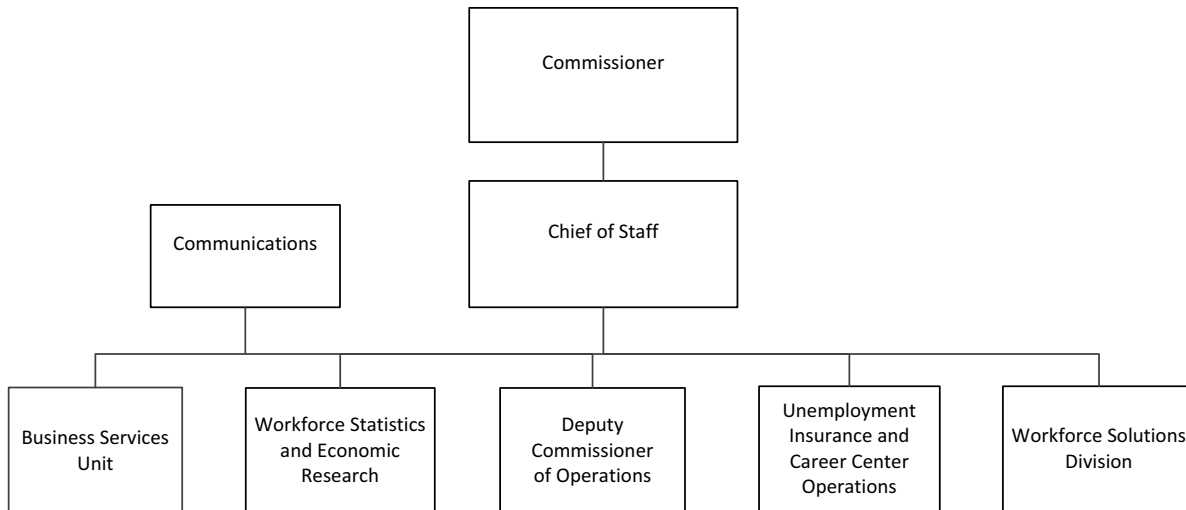 Commissioner
Chief of Staff
Communications
Business Services
Unit
Workforce Statistics
and Economic
Research
Deputy
Commissioner
of Operations
Unemployment
Insurance and
Career Center
Operations
Workforce Solutions
Division